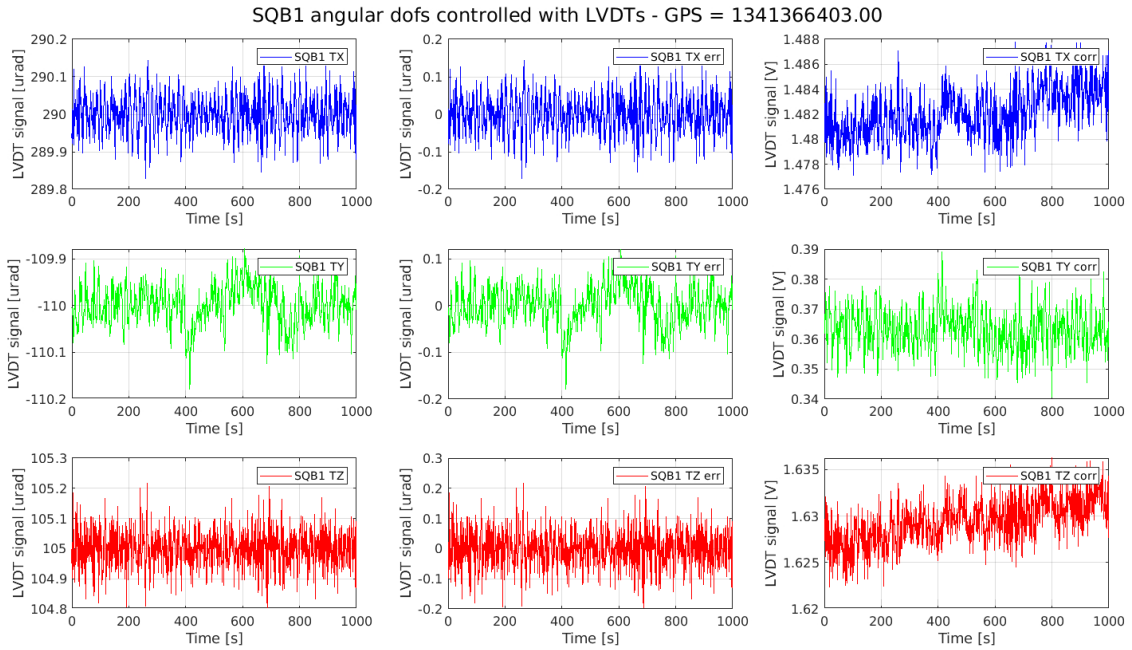 SQB1 angular dofs controlled with LVDTs - GPS = 1341366403.00
LVDT signal [urad]
290.2
290.1
290
289.9
289.8
SQB1 TX
0 200 400 600 800 1000
Time [s]
LVDT signal [urad]
0.2
0.1
0
-0.1
-0.2
SQB1 TX err
0 200 400 600 800 1000
Time [s]
LVDT signal [V]
1.488
1.486
1.484
1.482
1.48
1.478
1.476
SQB1 TX corr
0 200 400 600 800 1000
Time [s]
LVDT signal [urad]
-109.9
-110
-110.1
-110.2
SQB1 TY
0 200 400 600 800 1000
Time [s]
LVDT signal [urad]
0.1
0
-0.1
-0.2
SQB1 TY err
0 200 400 600 800 1000
Time [s]
LVDT signal [V]
0.39
0.38
0.37
0.36
0.35
0.34
SQB1 TY corr
0 200 400 600 800 1000
Time [s]
LVDT signal [urad]
105.3
105.2
105.1
105
104.9
104.8
SQB1 TZ
0 200 400 600 800 1000
Time [s]
LVDT signal [urad]
0.3
0.2
0.1
0
-0.1
-0.2
SQB1 TZ err
0 200 400 600 800 1000
Time [s]
LVDT signal [V]
1.635
1.63
1.625
1.62
SQB1 TZ corr
0 200 400 600 800 1000
Time [s]